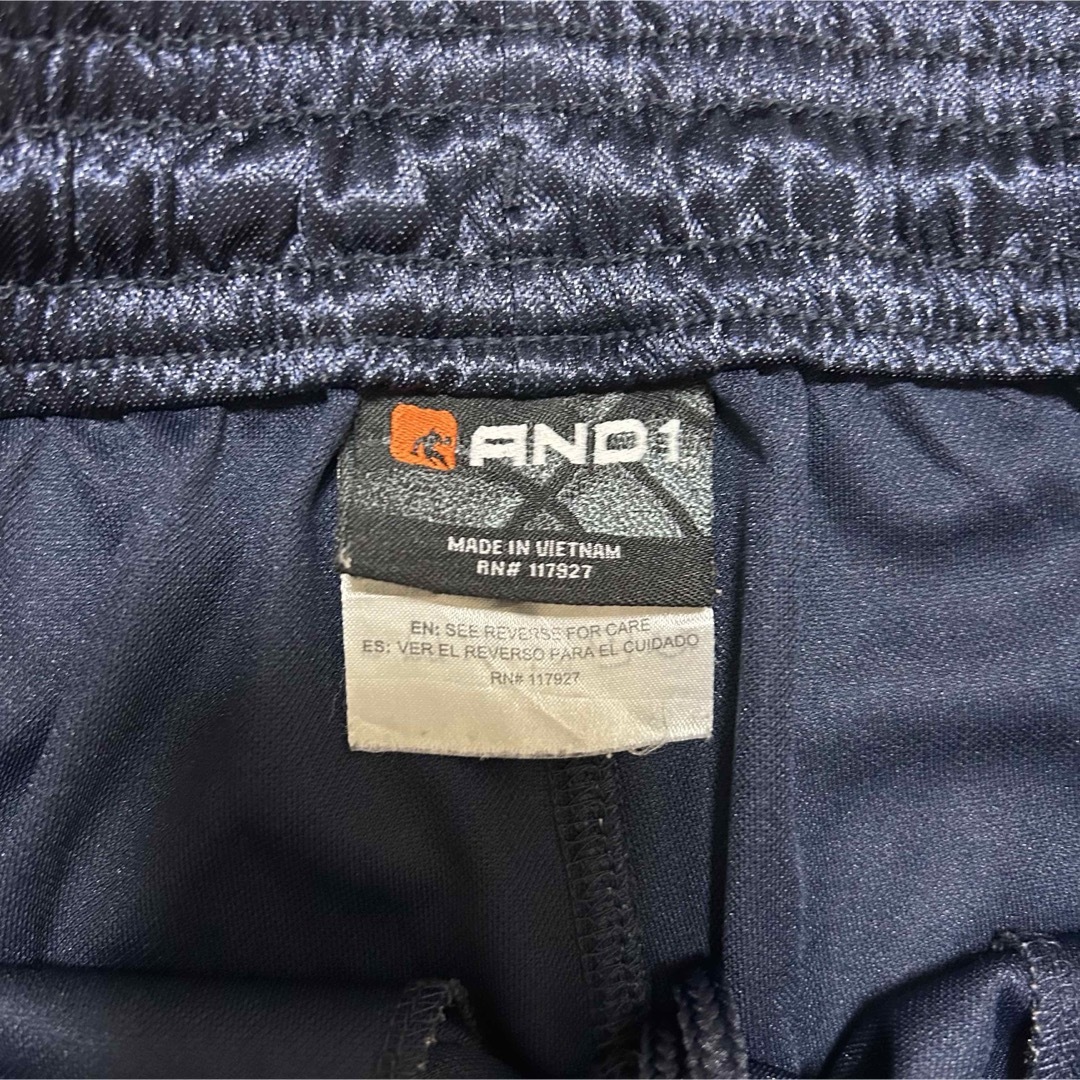 AND1
MADE IN VIETNAM
RN# 117927
EN: SEE REVERSE FOR CARE
ES: VER EL REVERSO PARA EL CUIDADO
RN# 117927